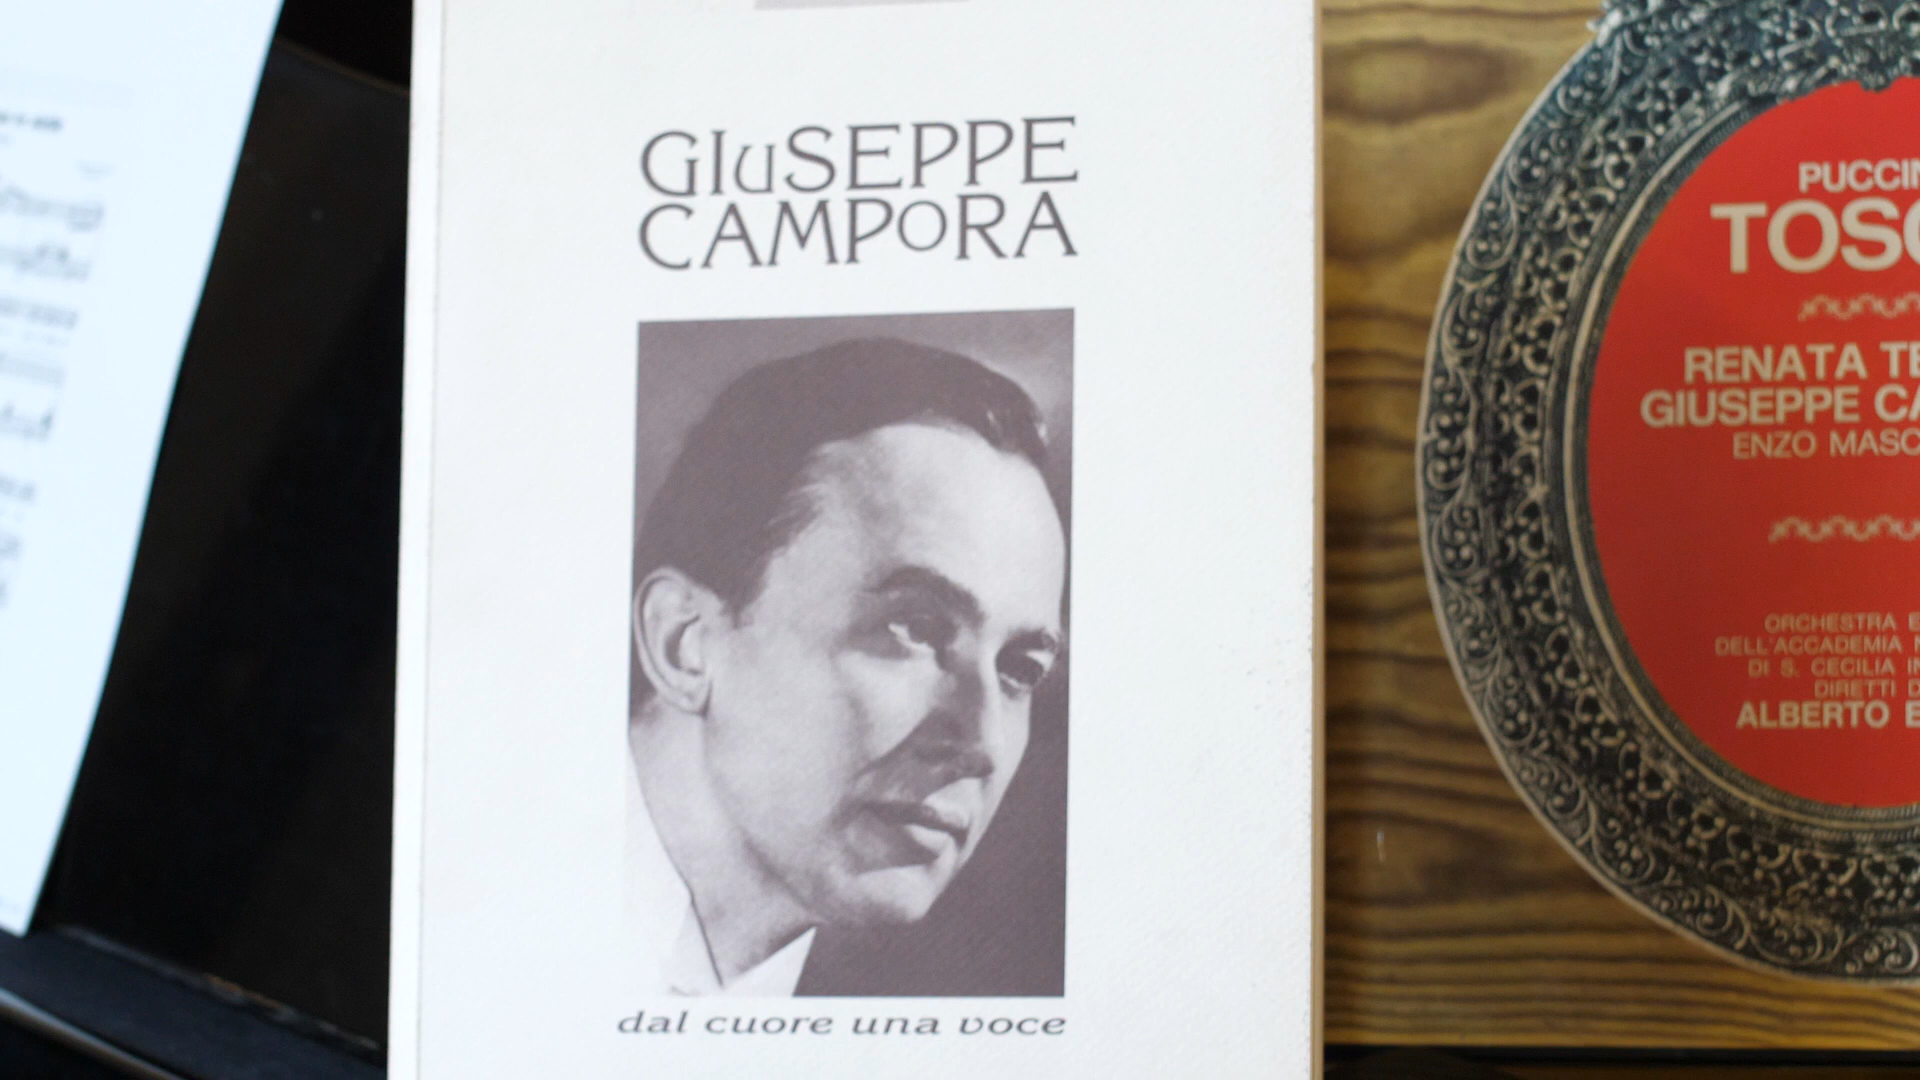 GIuSEPPE
CAMPoRA
dal cuore una voce
PUCCIN
TOSC
RENATA TE
GIUSEPPE CA
ENZO MASC
ORCHESTRA E
DELL'ACCADEMIA N
DI S. CECILIA IN
DIRETTI D
ALBERTO E